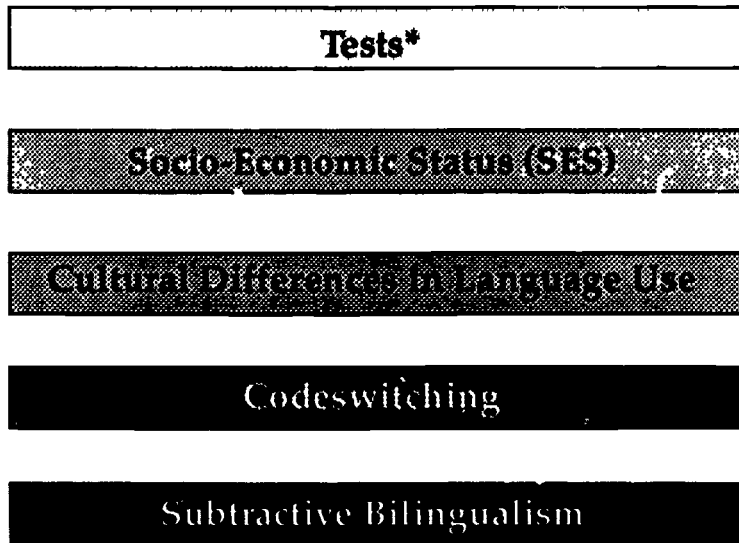 Tests*
Socio-Economic Status (SES)
Cultural Differences in Language Use
Codeswitching
Subtractive Bilingualism